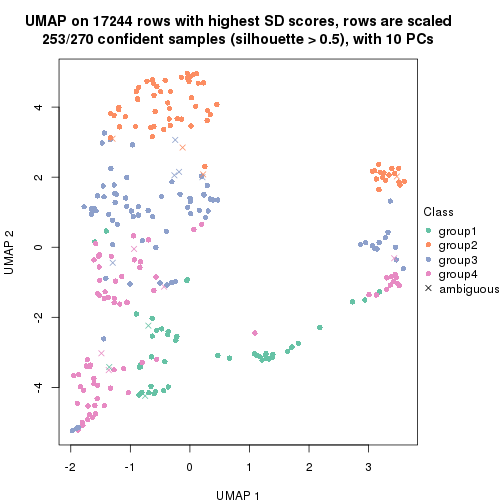 UMAP on 17244 rows with highest SD scores, rows are scaled
253/270 confident samples (silhouette > 0.5), with 10 PCs
4
2
0
-2
-4
UMAP 2
-2
-1
0
1
2
3
UMAP 1
Class
group1
group2
group3
group4
ambiguous